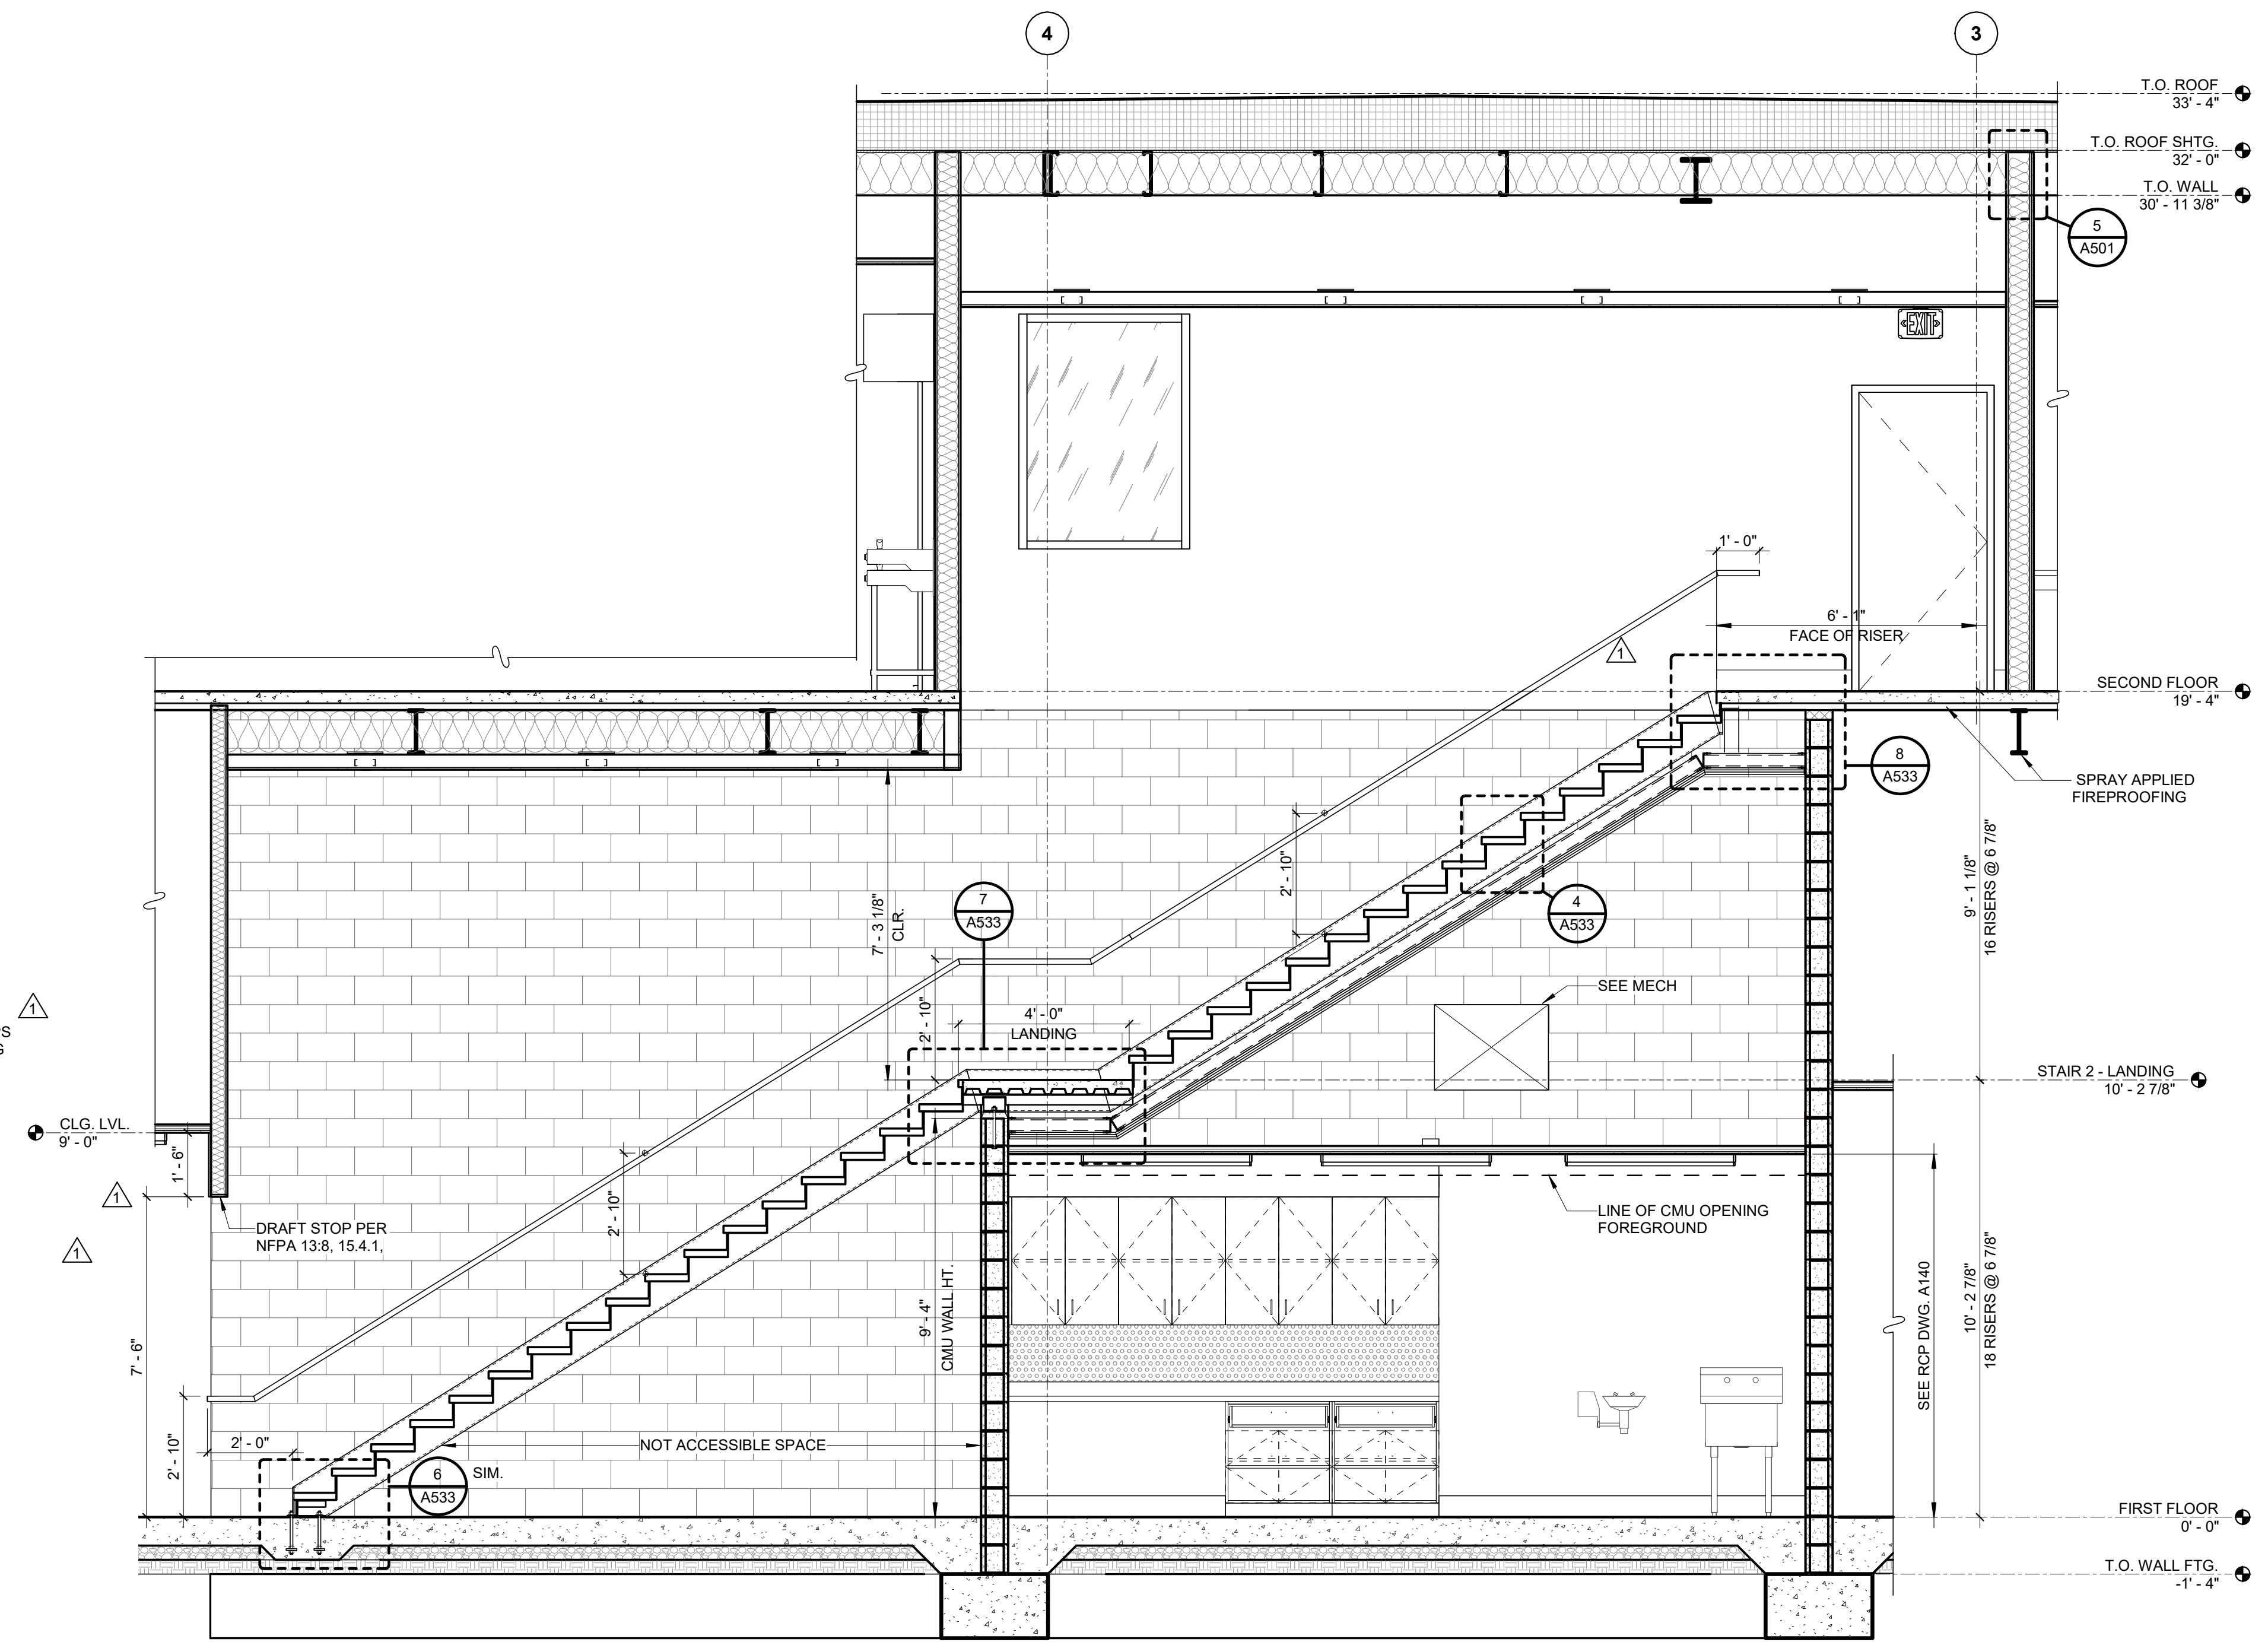 4
3
T.O. ROOF
33' - 4"
T.O. ROOF SHTG.
32' - 0"
T.O. WALL
30' - 11 3/8"
5
A501
EXIT
1' - 0"
6' - 1"
FACE OF RISER
1
SECOND FLOOR
19' - 4"
8
A533
SPRAY APPLIED
FIREPROOFING
9' - 1 1/8"
16 RISERS @ 6 7/8"
2' - 10"
7' - 3 1/8"
CLR.
7
A533
4
A533
SEE MECH
2' - 10"
4' - 0"
LANDING
1
STAIR 2 - LANDING
10' - 2 7/8"
CLG. LVL.
9' - 0"
1' - 6"
1
2' - 10"
DRAFT STOP PER
NFPA 13:8, 15.4.1,
1
LINE OF CMU OPENING
FOREGROUND
9' - 4"
CMU WALL HT.
SEE RCP DWG. A140
10' - 2 7/8"
18 RISERS @ 6 7/8"
7' - 6"
2' - 10"
2' - 0"
NOT ACCESSIBLE SPACE
6
A533
SIM.
FIRST FLOOR
0' - 0"
T.O. WALL FTG.
-1' - 4"